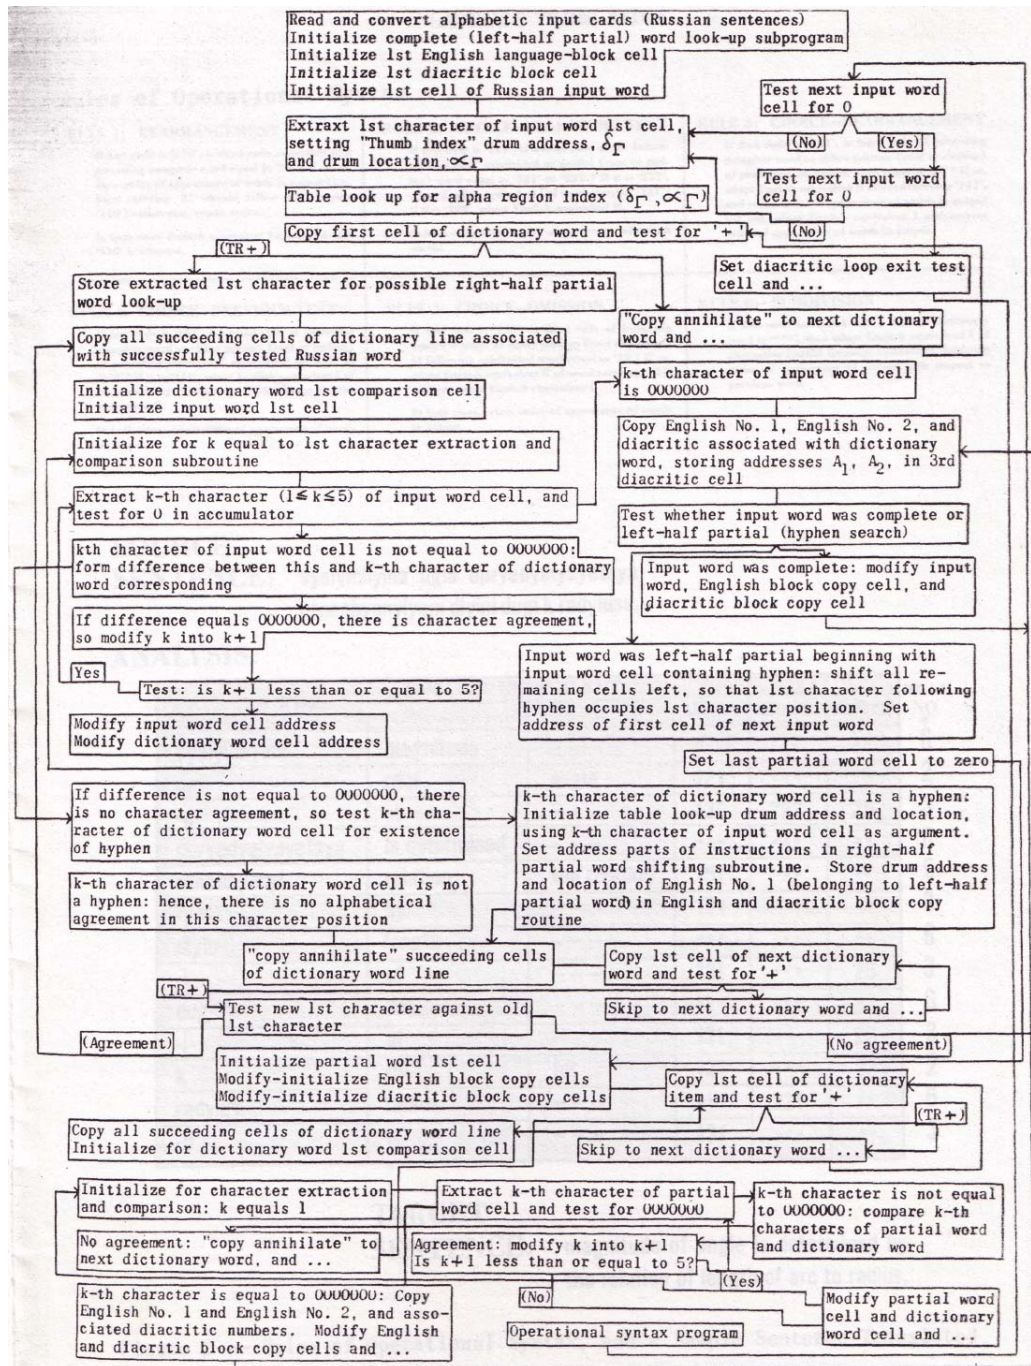 Read and convert alphabetic input cards (Russian sentences)
Initialize complete (left-half partial) word look-up subprogram
Initialize lst English language-block cell
Initialize lst diacritic block cell
Initialize lst cell of Russian input word
Test next input word
cell for 0
Extraxt lst character of input word lst cell,
setting "Thumb index" drum address, δΓ
and drum location, ∝Γ
(No)
(Yes)
Test next input word
cell for 0
Table look up for alpha region index (δΓ ,∝Γ)
(No)
Copy first cell of dictionary word and test for '+'
(TR+)
Store extracted lst character for possible right-half partial
word look-up
Set diacritic loop exit test
cell and ...
"Copy annihilate" to next dictionary
word and ...
Copy all succeeding cells of dictionary line associated
with successfully tested Russian word
k-th character of input word cell
is 0000000
Initialize dictionary word lst comparison cell
Initialize input word lst cell
Copy English No. 1, English No. 2, and
diacritic associated with dictionary
word, storing addresses A1, A2, in 3rd
diacritic cell
Initialize for k equal to lst character extraction and
comparison subroutine
Extract k-th character (1≤k≤5) of input word cell, and
test for 0 in accumulator
Test whether input word was complete or
left-half partial (hyphen search)
kth character of input word cell is not equal to 0000000:
form difference between this and k-th character of dictionary
word corresponding
Input word was complete: modify input
word, English block copy cell, and
diacritic block copy cell
If difference equals 0000000, there is character agreement,
so modify k into k+1
Yes
Test: is k+1 less than or equal to 5?
Input word was left-half partial beginning with
input word cell containing hyphen: shift all re-
maining cells left, so that lst character following
hyphen occupies lst character position. Set
address of first cell of next input word
Modify input word cell address
Modify dictionary word cell address
Set last partial word cell to zero
If difference is not equal to 0000000, there
is no character agreement, so test k-th cha-
racter of dictionary word cell for existence
of hyphen
k-th character of dictionary word cell is a hyphen:
Initialize table look-up drum address and location,
using k-th character of input word cell as argument.
Set address parts of instructions in right-half
partial word shifting subroutine. Store drum address
and location of English No. 1 (belonging to left-half
partial word) in English and diacritic block copy
routine
k-th character of dictionary word cell is not
a hyphen: hence, there is no alphabetical
agreement in this character position
"copy annihilate" succeeding cells
of dictionary word line
Copy lst cell of next dictionary
word and test for '+'
(TR+)
Test new lst character against old
lst character
Skip to next dictionary word and ...
(Agreement)
(No agreement)
Initialize partial word lst cell
Modify-initialize English block copy cells
Modify-initialize diacritic block copy cells
Copy lst cell of dictionary
item and test for '+'
(TR+)
Copy all succeeding cells of dictionary word line
Initialize for dictionary word lst comparison cell
Skip to next dictionary word ...
Initialize for character extraction
and comparison: k equals 1
Extract k-th character of partial
word cell and test for 0000000
k-th character is not equal
to 0000000: compare k-th
characters of partial word
and dictionary word
No agreement: "copy annihilate" to
next dictionary word, and ...
Agreement: modify k into k+1
Is k+1 less than or equal to 5?
(No)
(Yes)
k-th character is equal to 0000000: Copy
English No. 1 and English No. 2, and asso-
ciated diacritic numbers. Modify English
and diacritic block copy cells and ...
Modify partial word
cell and dictionary
word cell and ...
Operational syntax program